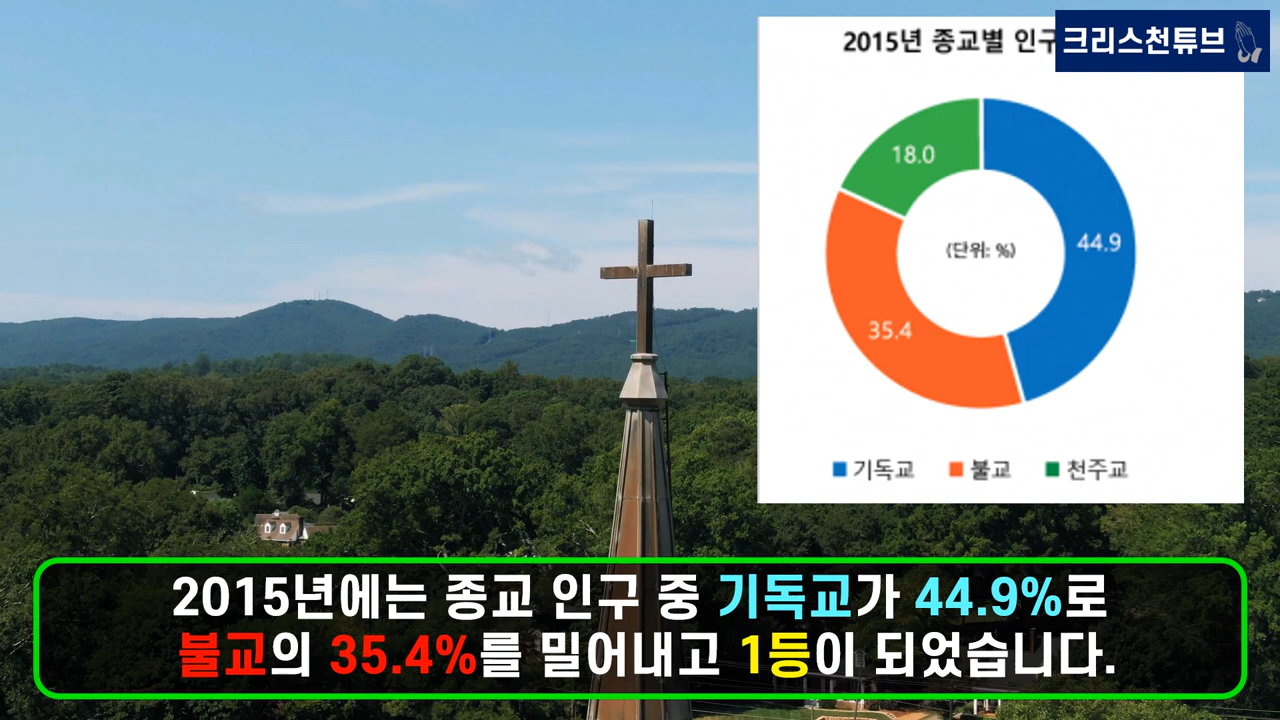 2015년 종교별 인구
크리스천튜브
18.0
44.9
(단위: %)
35.4
기독교 불교 천주교
2015년에는 종교 인구 중 기독교가 44.9%로
불교의 35.4%를 밀어내고 1등이 되었습니다.